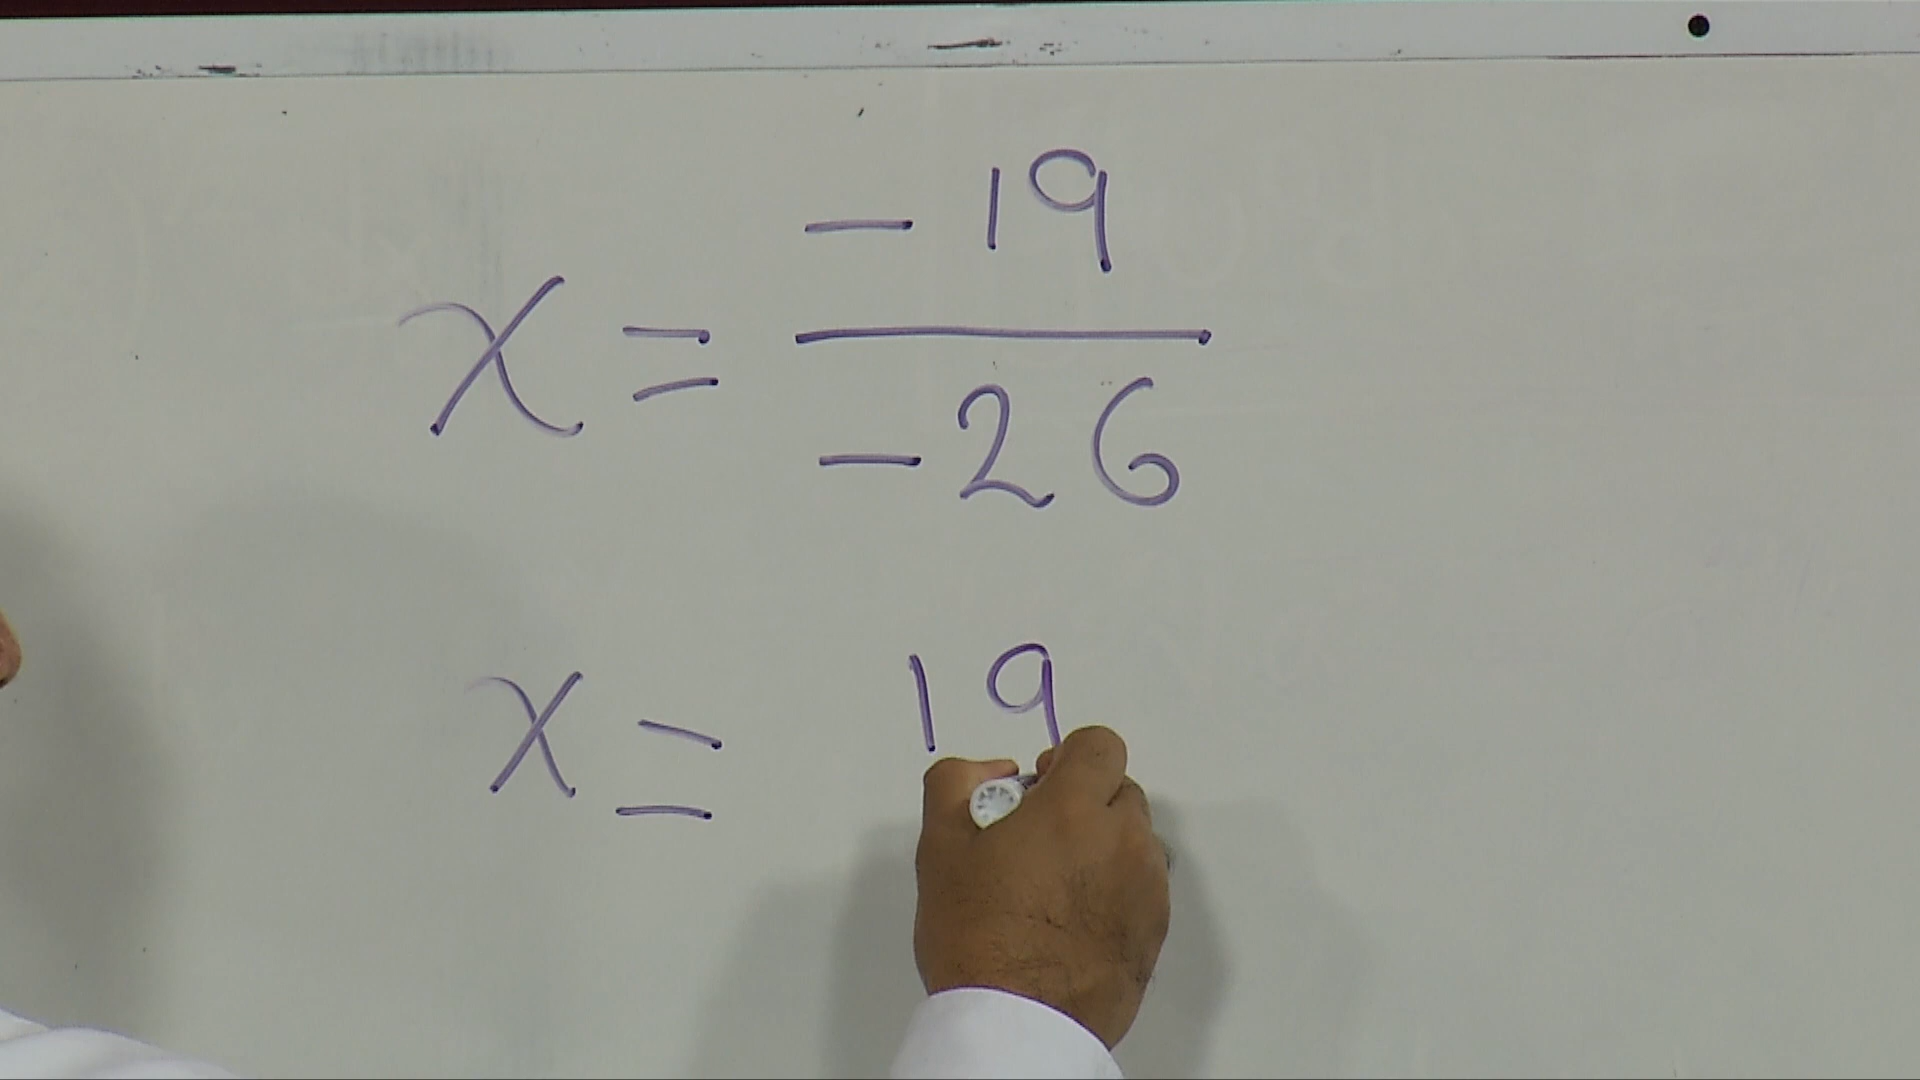 x = -19 / -26
x = 19